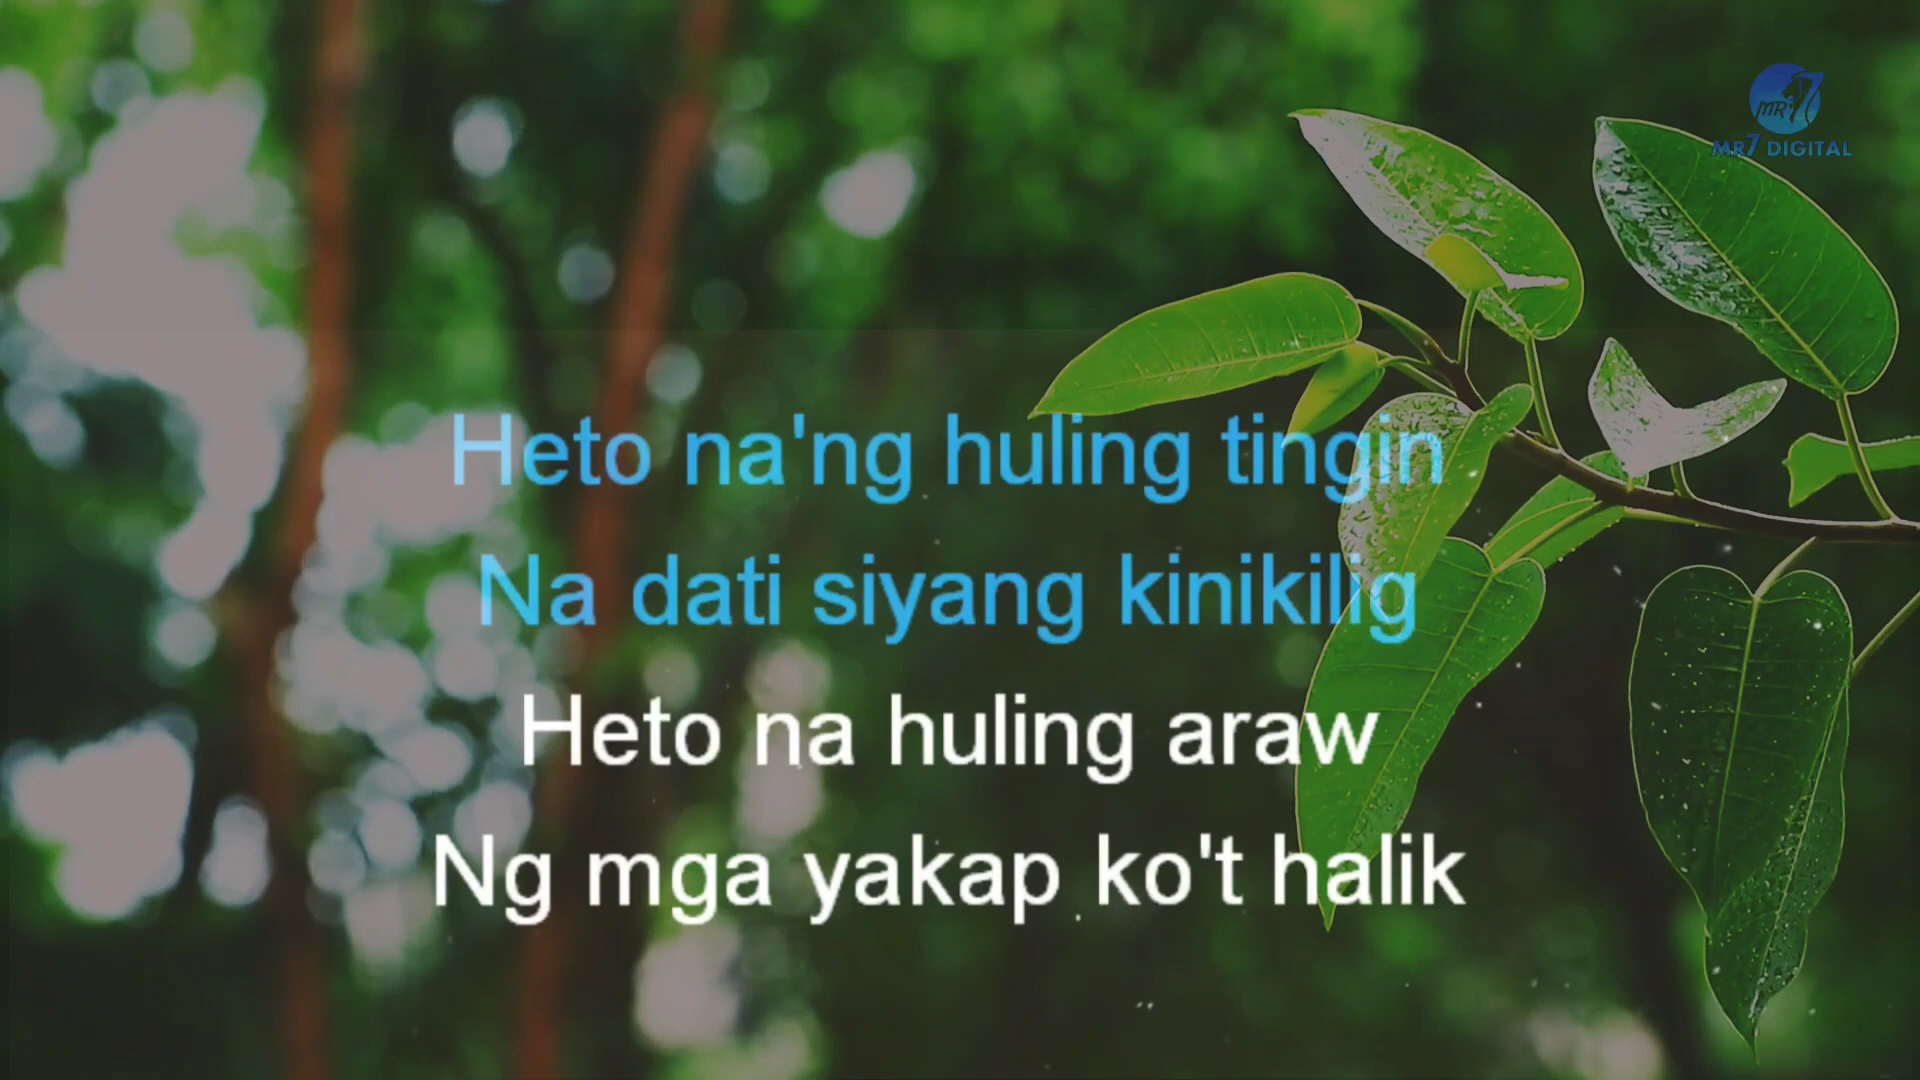 MR7
MR7 DIGITAL
Heto na'ng huling tingin
Na dati siyang kinikilig
Heto na huling araw
Ng mga yakap ko't halik